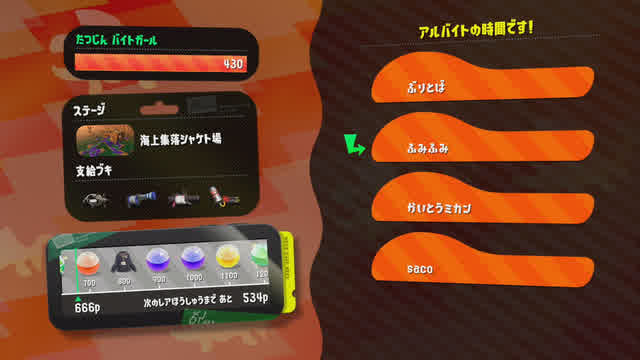 たつじん バイトガール
430
ステージ
海上集落シャケト場
支給ブキ
700
800
900
1000
1100
120
666p
次のレアほうしゅうまで あと 534p
アルバイトの時間です!
ぶりとば
ふみふみ
かいとうミカン
saco